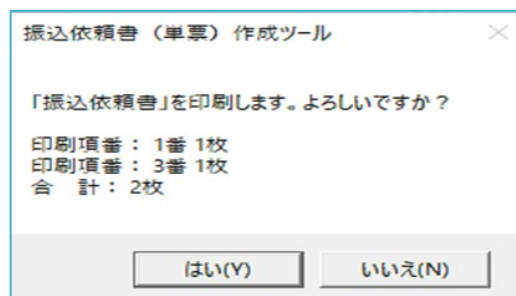 振込依頼書（単票）作成ツール
「振込依頼書」を印刷します。よろしいですか？
印刷項番： 1番 1枚
印刷項番： 3番 1枚
合　計： 2枚
はい(Y)
いいえ(N)